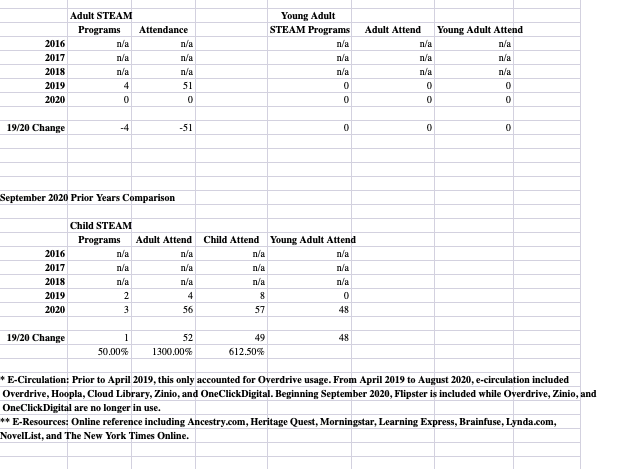 Adult STEAM Young Adult
Programs Attendance STEAM Programs Adult Attend Young Adult Attend
2016 n/a n/a n/a n/a n/a
2017 n/a n/a n/a n/a n/a
2018 n/a n/a n/a n/a n/a
2019 4 51 0 0 0
2020 0 0 0 0 0
19/20 Change -4 -51 0 0 0
September 2020 Prior Years Comparison
Child STEAM
Programs Adult Attend Child Attend Young Adult Attend
2016 n/a n/a n/a n/a
2017 n/a n/a n/a n/a
2018 n/a n/a n/a n/a
2019 2 4 8 0
2020 3 56 57 48
19/20 Change 1 52 49 48
50.00% 1300.00% 612.50%
* E-Circulation: Prior to April 2019, this only accounted for Overdrive usage. From April 2019 to August 2020, e-circulation included
Overdrive, Hoopla, Cloud Library, Zinio, and OneClickDigital. Beginning September 2020, Flipster is included while Overdrive, Zinio, and
OneClickDigital are no longer in use.
** E-Resources: Online reference including Ancestry.com, Heritage Quest, Morningstar, Learning Express, Brainfuse, Lynda.com,
NovelList, and The New York Times Online.